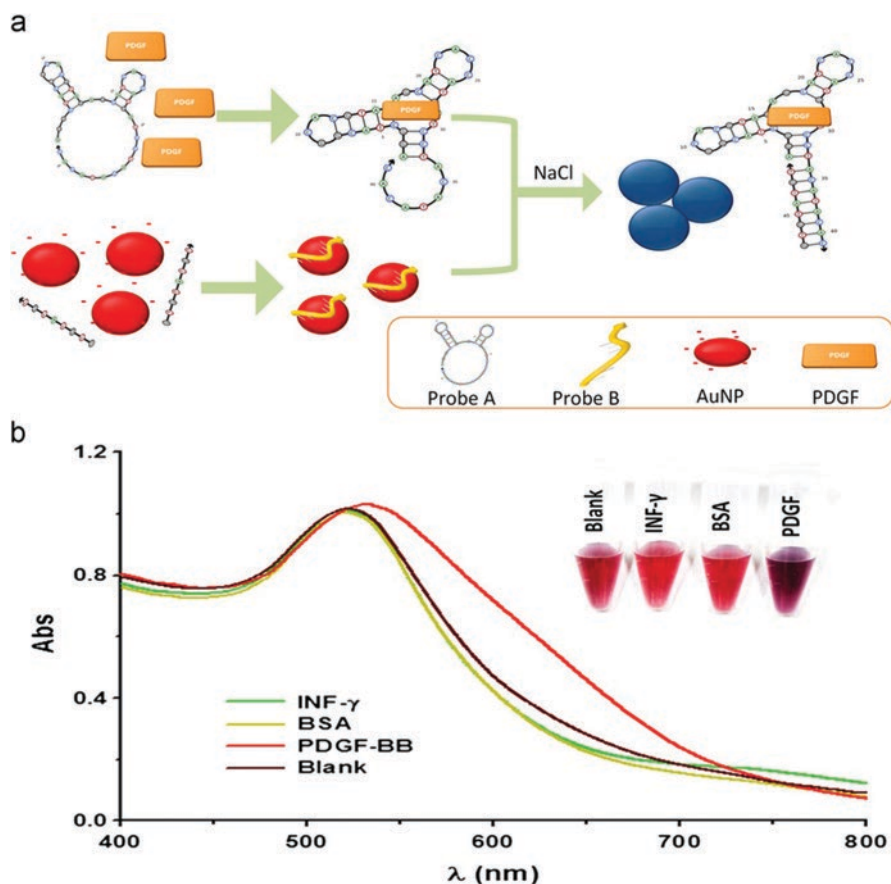 a
PDGF
PDGF
PDGF
PDGF
NaCl
PDGF
PDGF
Probe A
Probe B
AuNP
PDGF
b
1.2
0.8
0.4
0.0
Abs
Blank
INF-γ
BSA
PDGF
INF-γ
BSA
PDGF-BB
Blank
400
500
600
700
800
λ (nm)